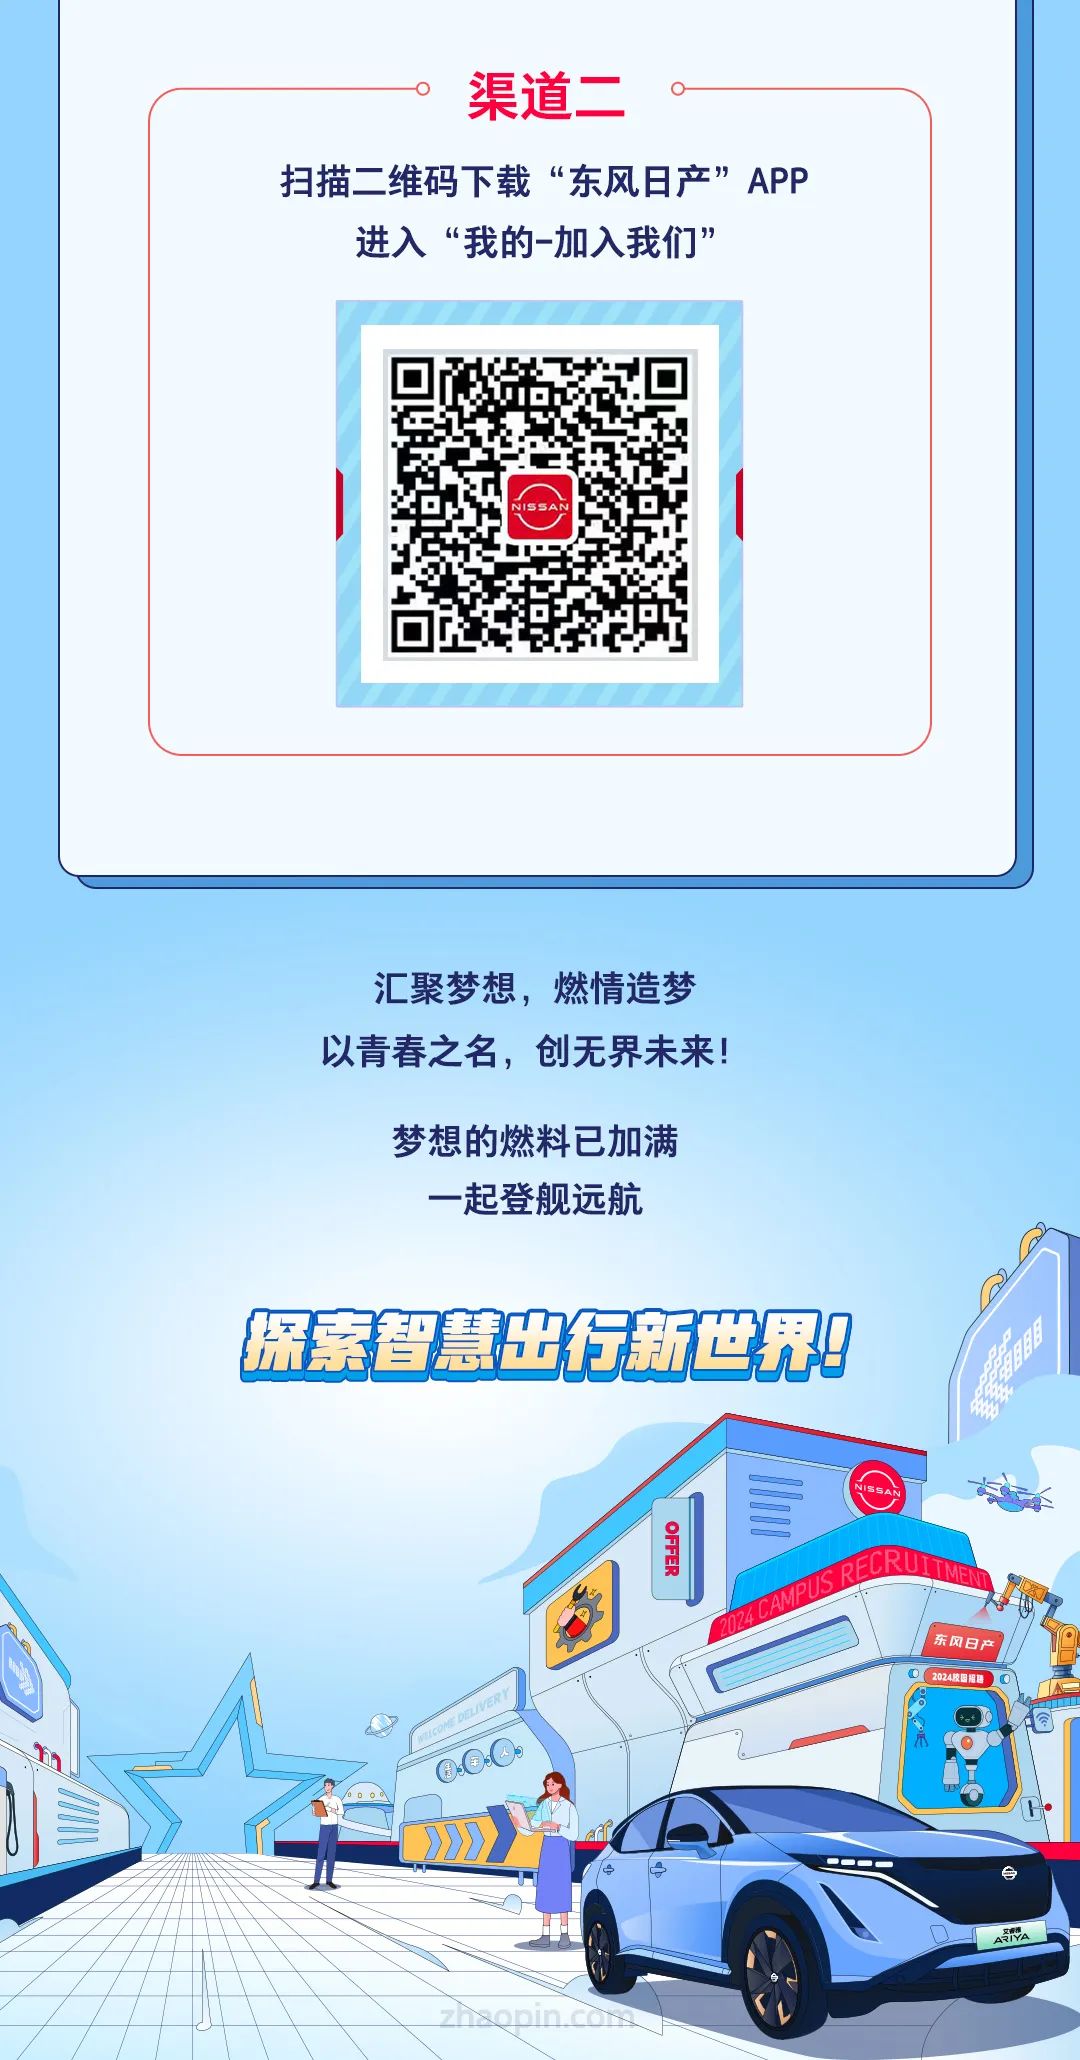 渠道二
扫描二维码下载“东风日产”APP
进入“我的-加入我们”
NISSAN
汇聚梦想，燃情造梦
以青春之名，创无界未来！
梦想的燃料已加满
一起登舰远航
探索智慧出行新世界！
NISSAN
OFFER
2024 CAMPUS RECRUITMENT
东风日产
2024校园招聘
WELCOME DELIVERY
艾睿雅
ARIYA
zhaopin.com